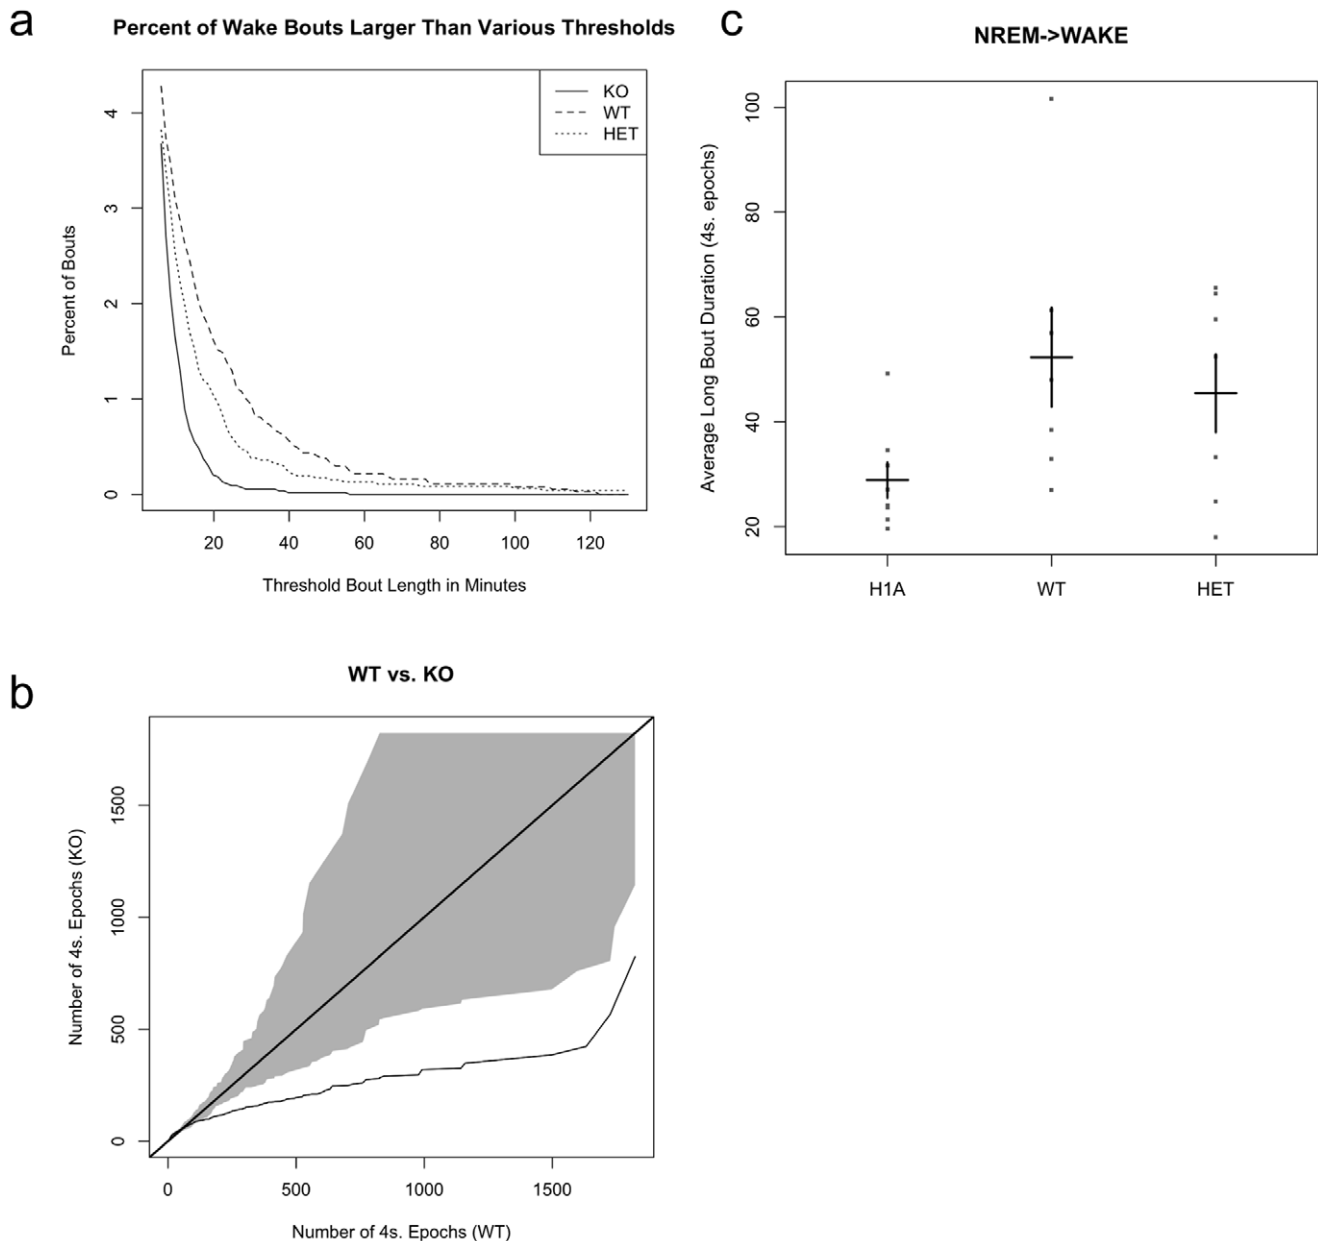 a
Percent of Wake Bouts Larger Than Various Thresholds
KO
WT
HET
Percent of Bouts
4
3
2
1
0
20 40 60 80 100 120
Threshold Bout Length in Minutes
c
NREM->WAKE
Average Long Bout Duration (4s. epochs)
100
80
60
40
20
H1A WT HET
b
WT vs. KO
Number of 4s. Epochs (KO)
1500
1000
500
0
0 500 1000 1500
Number of 4s. Epochs (WT)